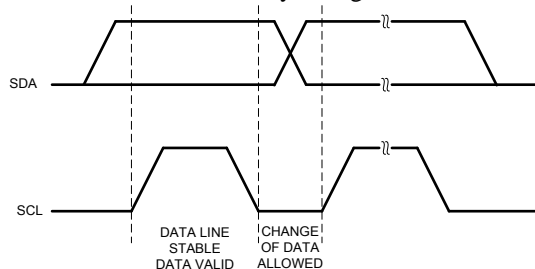 SDA
SCL
DATA LINE
STABLE
DATA VALID
CHANGE
OF DATA
ALLOWED